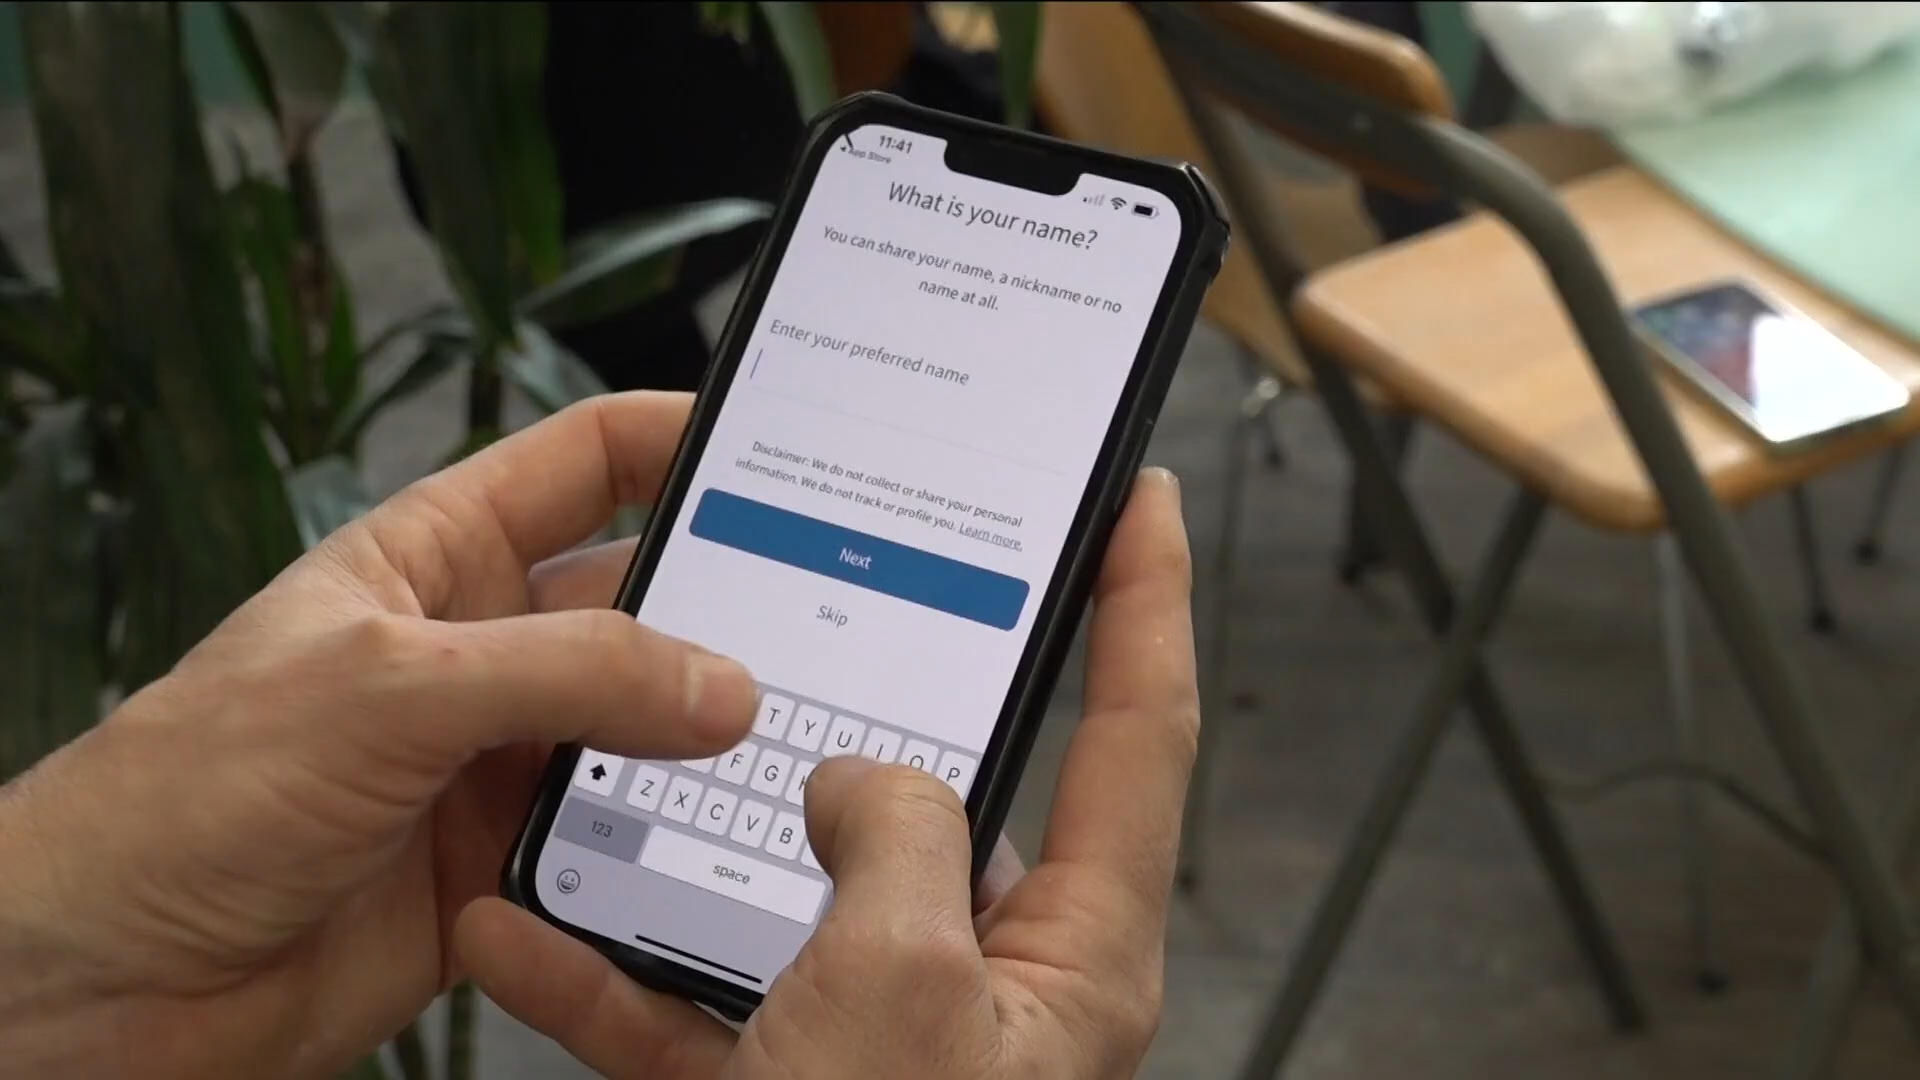 11:41
App Store
What is your name?
You can share your name, a nickname or no
name at all.
Enter your preferred name
Disclaimer: We do not collect or share your personal
information. We do not track or profile you. Learn more.
Next
Skip
T Y U I O P
F G H
Z X C V B
123
space